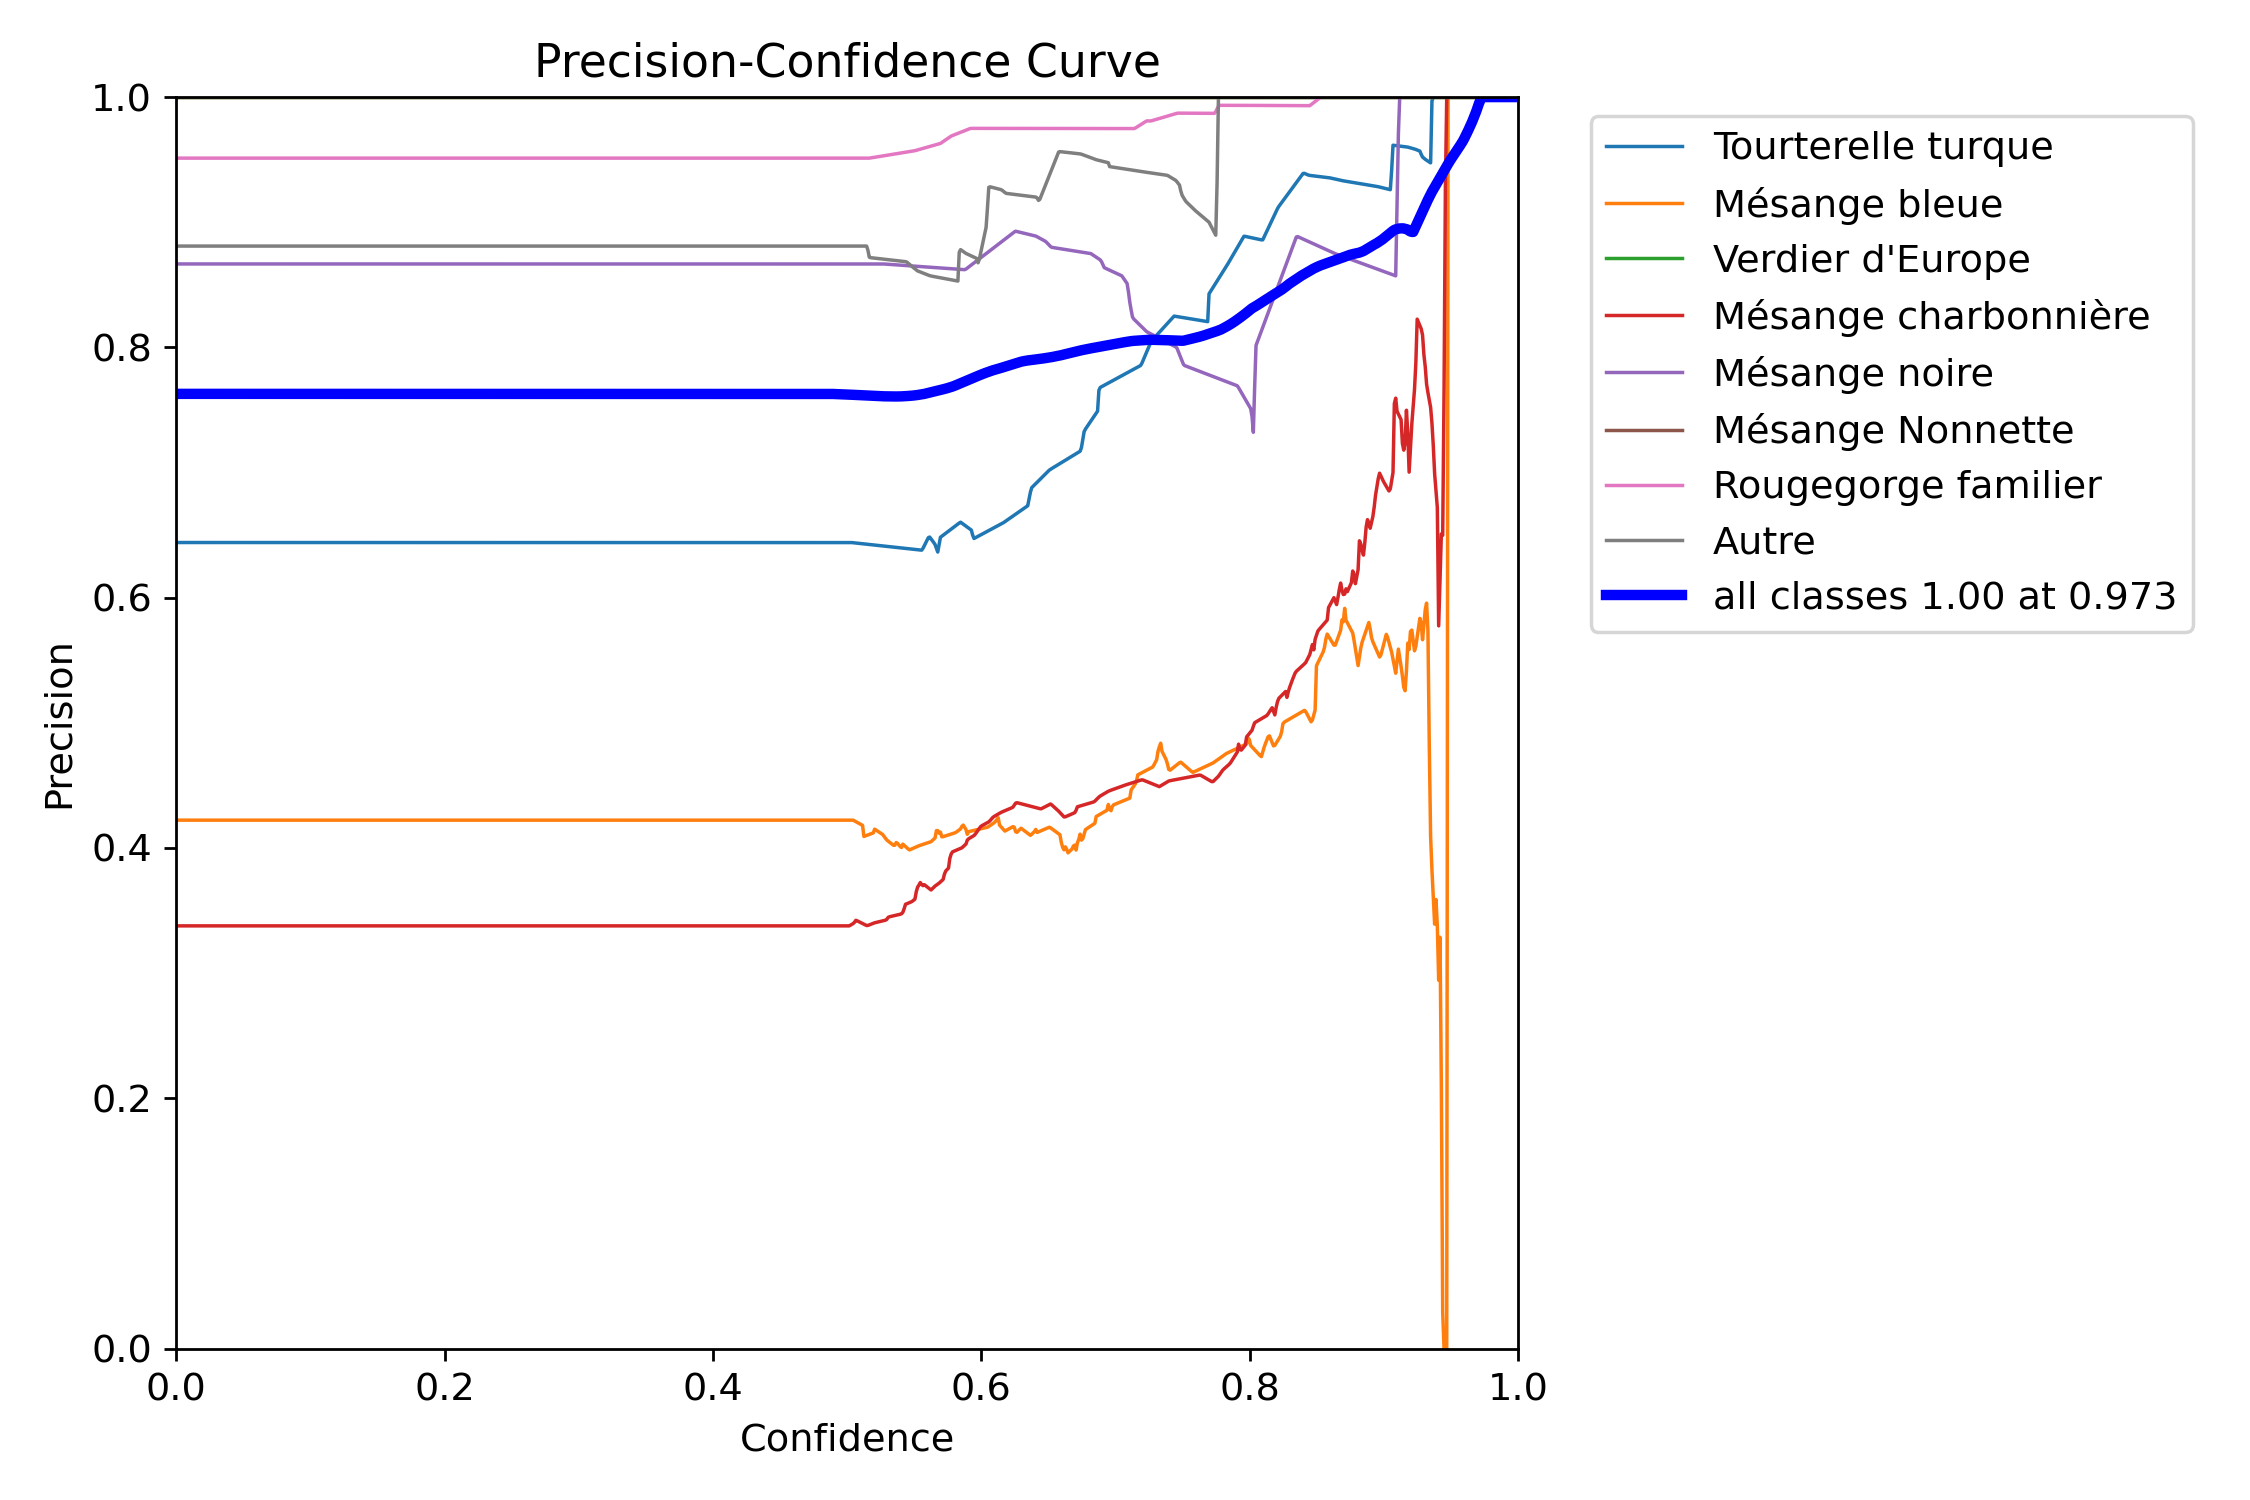 Precision-Confidence Curve
1.0
0.8
0.6
0.4
0.2
0.0
Precision
0.0 0.2 0.4 0.6 0.8 1.0
Confidence
Tourterelle turque
Mésange bleue
Verdier d'Europe
Mésange charbonnière
Mésange noire
Mésange Nonnette
Rougegorge familier
Autre
all classes 1.00 at 0.973